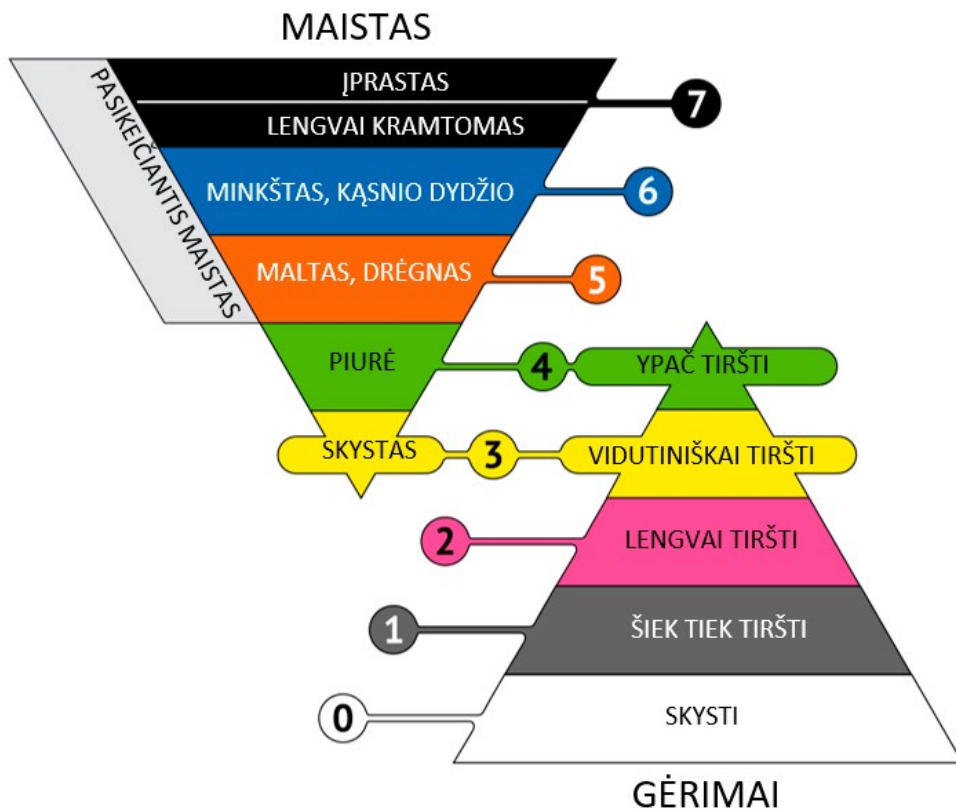 MAISTAS
PASIKEIČIANTIS MAISTAS
ĮPRASTAS
LENGVAI KRAMTOMAS
7
MINKŠTAS, KĄSNIO DYDŽIO
6
MALTAS, DRĖGNAS
5
PIURĖ
4
YPAČ TIRŠTI
SKYSTAS
3
VIDUTINIŠKAI TIRŠTI
2
LENGVAI TIRŠTI
1
ŠIEK TIEK TIRŠTI
0
SKYSTI
GĖRIMAI